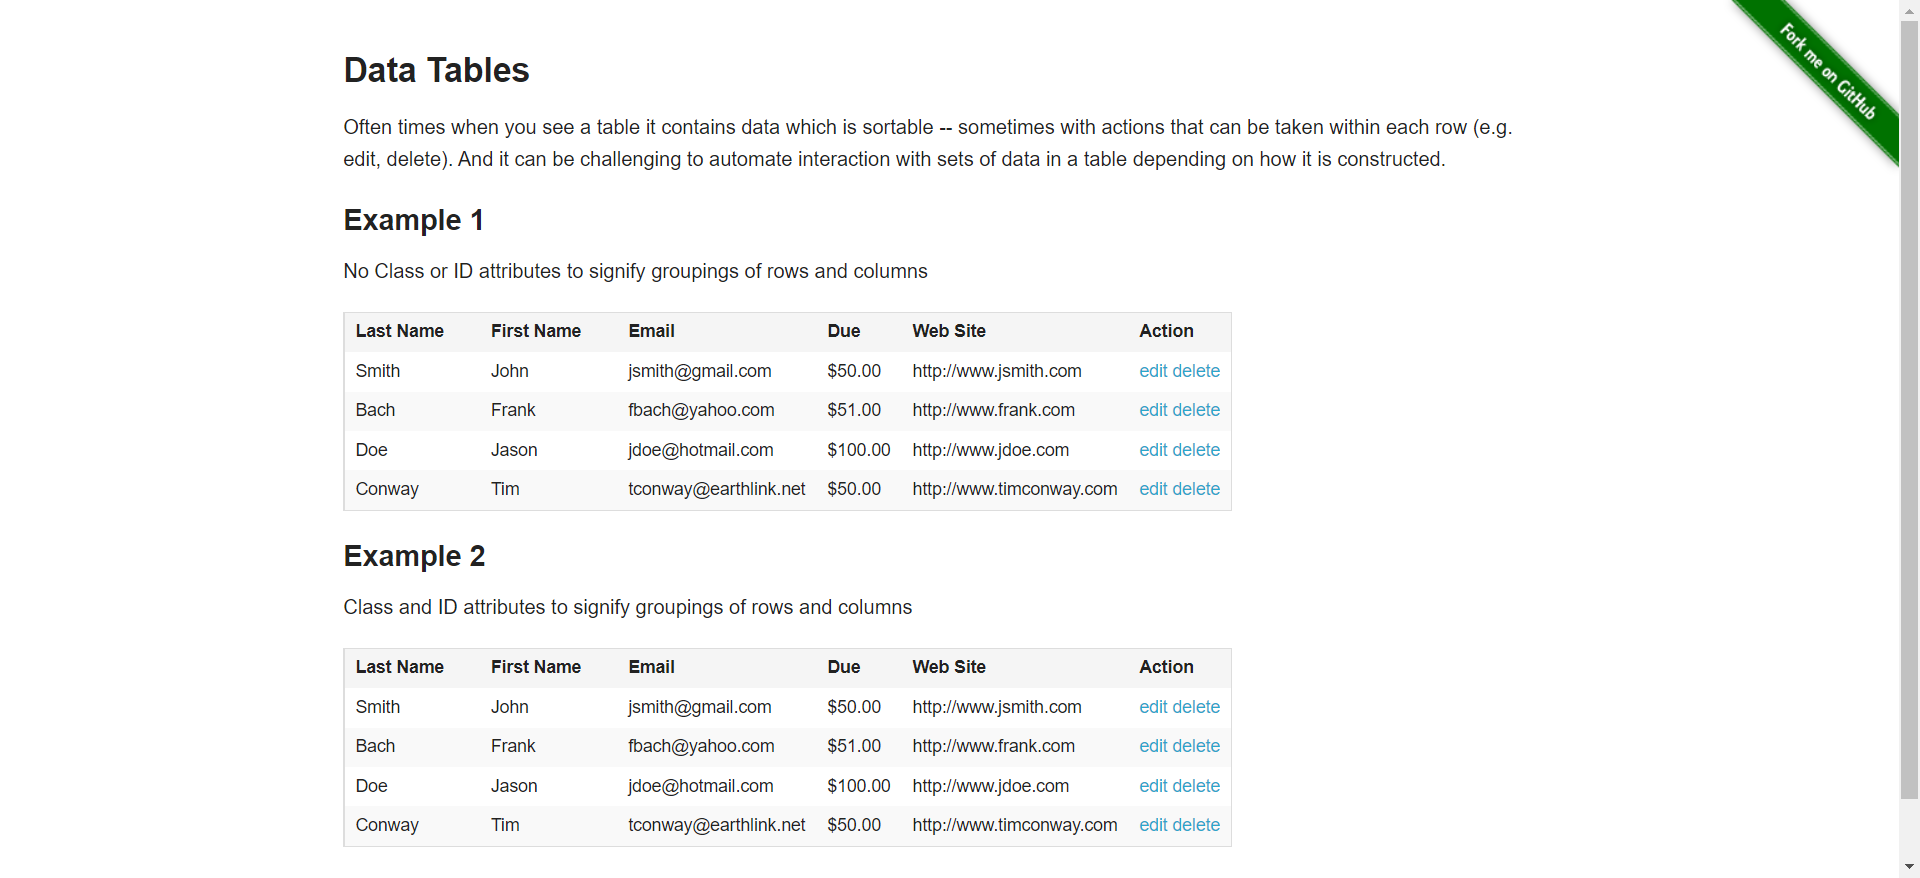 Fork me on GitHub
Data Tables
Often times when you see a table it contains data which is sortable -- sometimes with actions that can be taken within each row (e.g.
edit, delete). And it can be challenging to automate interaction with sets of data in a table depending on how it is constructed.
Example 1
No Class or ID attributes to signify groupings of rows and columns
Last Name First Name Email Due Web Site Action
Smith John jsmith@gmail.com $50.00 http://www.jsmith.com edit delete
Bach Frank fbach@yahoo.com $51.00 http://www.frank.com edit delete
Doe Jason jdoe@hotmail.com $100.00 http://www.jdoe.com edit delete
Conway Tim tconway@earthlink.net $50.00 http://www.timconway.com edit delete
Example 2
Class and ID attributes to signify groupings of rows and columns
Last Name First Name Email Due Web Site Action
Smith John jsmith@gmail.com $50.00 http://www.jsmith.com edit delete
Bach Frank fbach@yahoo.com $51.00 http://www.frank.com edit delete
Doe Jason jdoe@hotmail.com $100.00 http://www.jdoe.com edit delete
Conway Tim tconway@earthlink.net $50.00 http://www.timconway.com edit delete